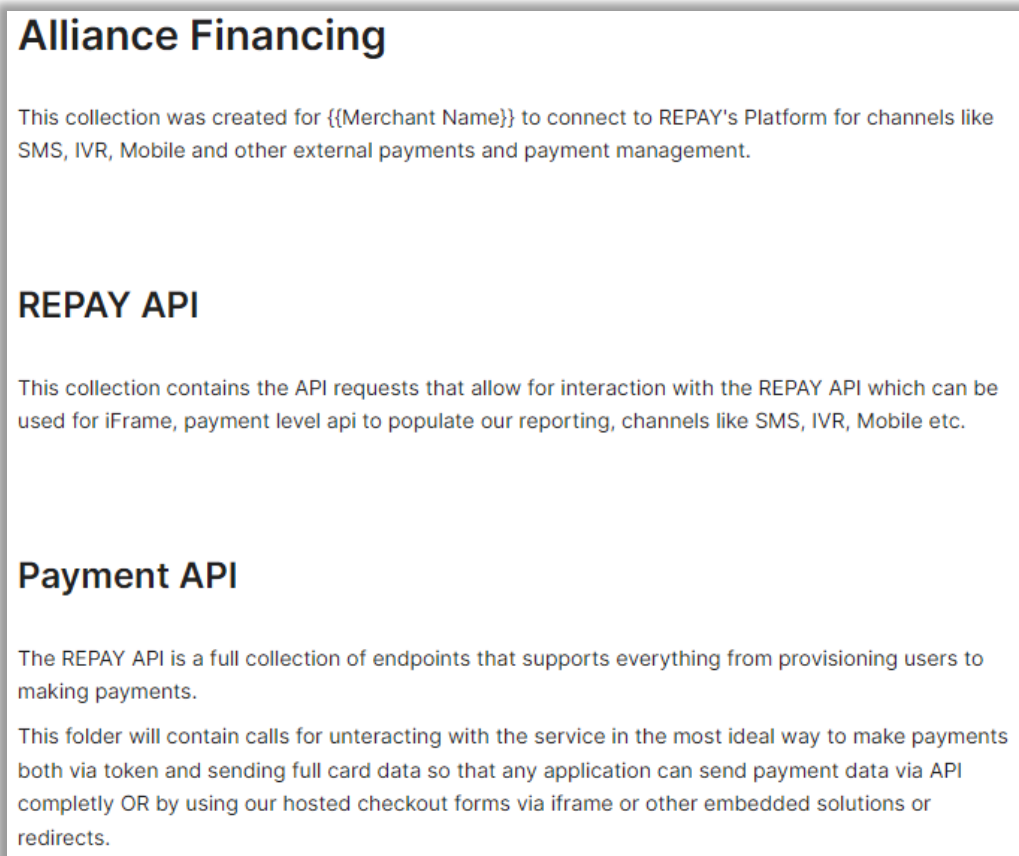 Alliance Financing
This collection was created for {{Merchant Name}} to connect to REPAY's Platform for channels like
SMS, IVR, Mobile and other external payments and payment management.
REPAY API
This collection contains the API requests that allow for interaction with the REPAY API which can be
used for iFrame, payment level api to populate our reporting, channels like SMS, IVR, Mobile etc.
Payment API
The REPAY API is a full collection of endpoints that supports everything from provisioning users to
making payments.
This folder will contain calls for unteracting with the service in the most ideal way to make payments
both via token and sending full card data so that any application can send payment data via API
completly OR by using our hosted checkout forms via iframe or other embedded solutions or
redirects.